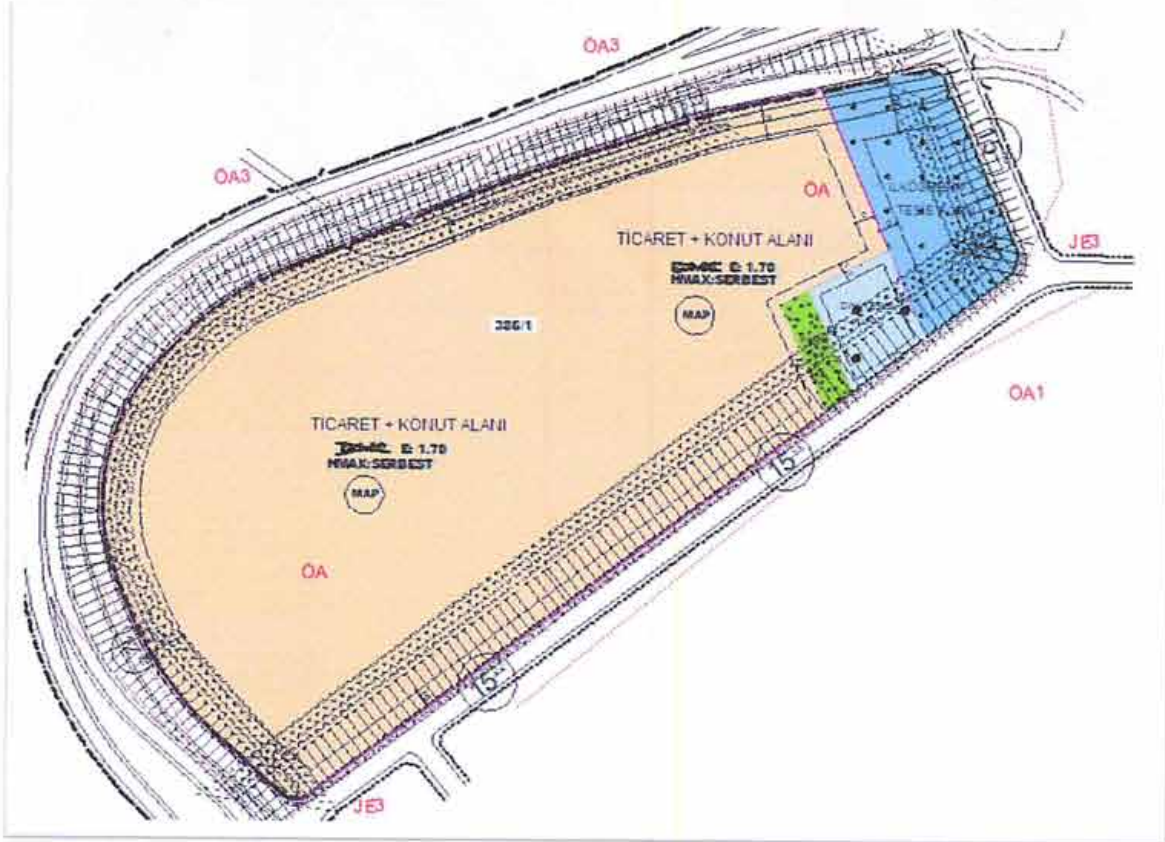 ÖA3
ÖA3
ÖA
JE3
TİCARET + KONUT ALANI
E: 1.70
HMAX:SERBEST
MAP
386/1
ÖA1
TİCARET + KONUT ALANI
E: 1.70
HMAX:SERBEST
MAP
15
ÖA
15
JE3